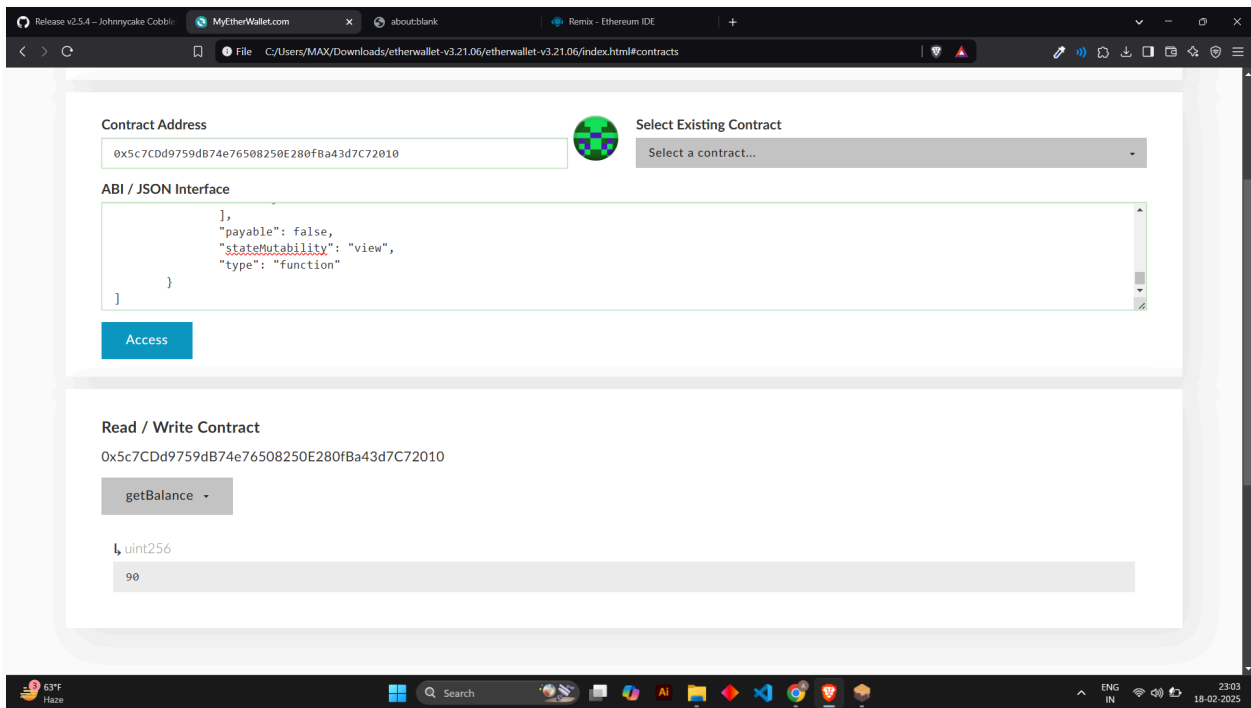 Release v2.5.4 – Johnnycake Cobble
MyEtherWallet.com
about:blank
Remix - Ethereum IDE
File C:/Users/MAX/Downloads/etherwallet-v3.21.06/etherwallet-v3.21.06/index.html#contracts
Contract Address
0x5c7CDd9759dB74e76508250E280fBa43d7C72010
Select Existing Contract
Select a contract...
ABI / JSON Interface
],
"payable": false,
"stateMutability": "view",
"type": "function"
}
]
Access
Read / Write Contract
0x5c7CDd9759dB74e76508250E280fBa43d7C72010
getBalance
uint256
90
3
63°F
Haze
Search
Ai
ENG
IN
23:03
18-02-2025